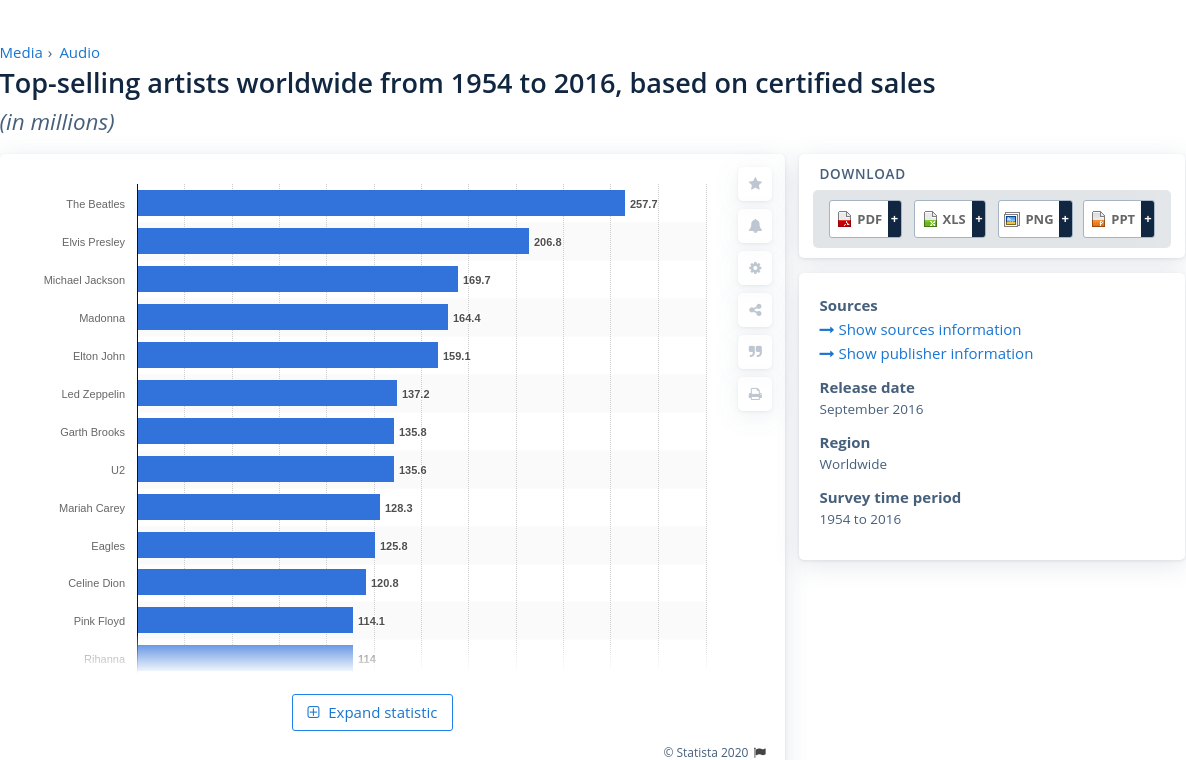 Media › Audio
Top-selling artists worldwide from 1954 to 2016, based on certified sales
(in millions)
The Beatles 257.7
Elvis Presley 206.8
Michael Jackson 169.7
Madonna 164.4
Elton John 159.1
Led Zeppelin 137.2
Garth Brooks 135.8
U2 135.6
Mariah Carey 128.3
Eagles 125.8
Celine Dion 120.8
Pink Floyd 114.1
Rihanna 114
Expand statistic
© Statista 2020
DOWNLOAD
PDF + XLS + PNG + PPT +
Sources
Show sources information
Show publisher information
Release date
September 2016
Region
Worldwide
Survey time period
1954 to 2016